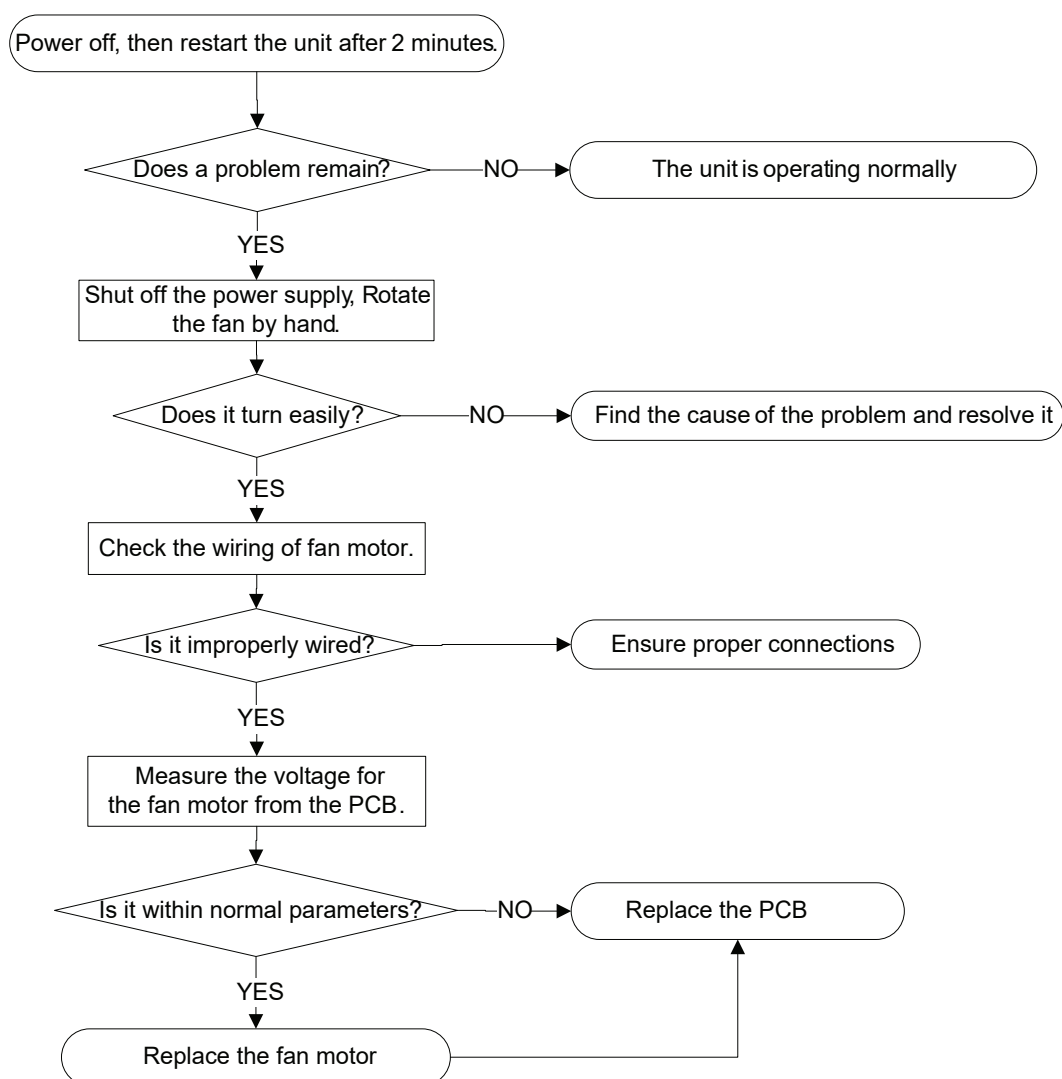 Power off, then restart the unit after 2 minutes.
Does a problem remain?
NO
The unit is operating normally
YES
Shut off the power supply, Rotate
the fan by hand.
Does it turn easily?
NO
Find the cause of the problem and resolve it
YES
Check the wiring of fan motor.
Is it improperly wired?
Ensure proper connections
YES
Measure the voltage for
the fan motor from the PCB.
Is it within normal parameters?
NO
Replace the PCB
YES
Replace the fan motor